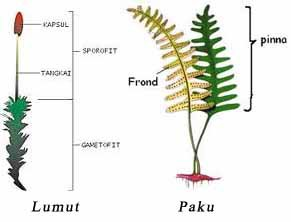 KAPSUL
SPOROFIT
TANGKAI
GAMETOFIT
Lumut
pinna
Frond
Paku